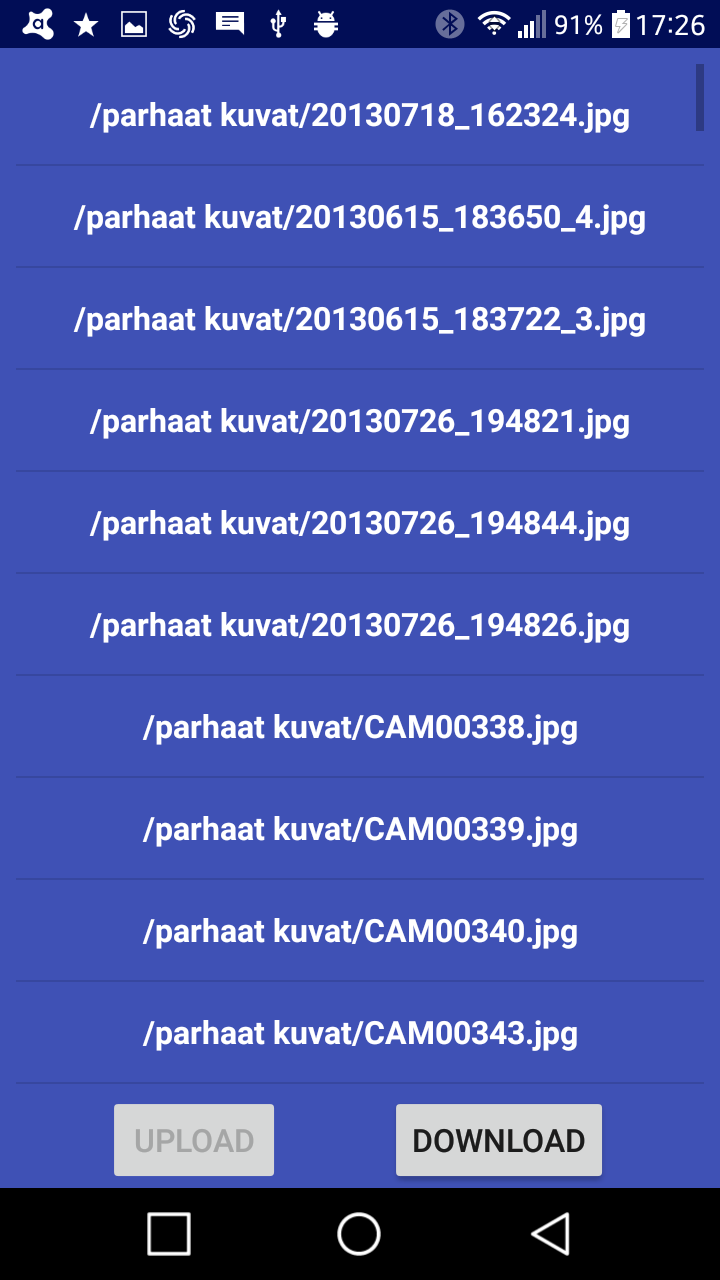 91% 17:26
/parhaat kuvat/20130718_162324.jpg
/parhaat kuvat/20130615_183650_4.jpg
/parhaat kuvat/20130615_183722_3.jpg
/parhaat kuvat/20130726_194821.jpg
/parhaat kuvat/20130726_194844.jpg
/parhaat kuvat/20130726_194826.jpg
/parhaat kuvat/CAM00338.jpg
/parhaat kuvat/CAM00339.jpg
/parhaat kuvat/CAM00340.jpg
/parhaat kuvat/CAM00343.jpg
UPLOAD DOWNLOAD